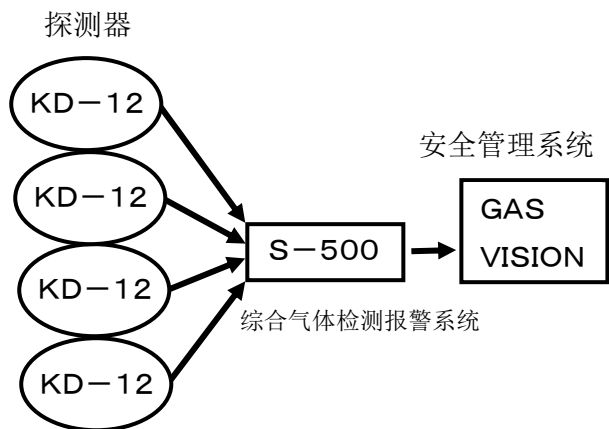 探测器
KD－12
KD－12
KD－12
KD－12
S－500
综合气体检测报警系统
安全管理系统
GAS
VISION